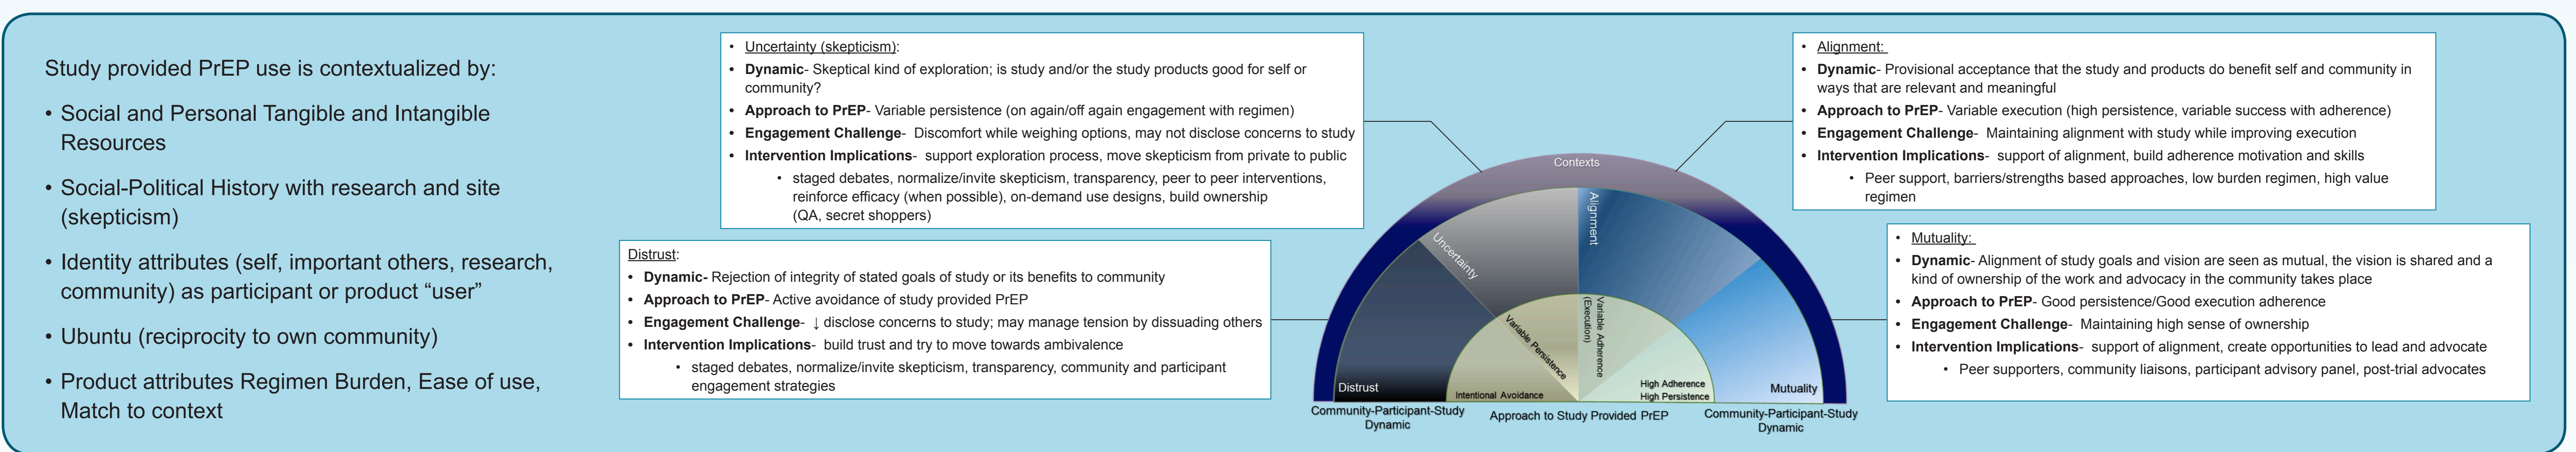 Study provided PrEP use is contextualized by:
• Social and Personal Tangible and Intangible
Resources
• Social-Political History with research and site
(skepticism)
• Identity attributes (self, important others, research,
community) as participant or product “user”
• Ubuntu (reciprocity to own community)
• Product attributes Regimen Burden, Ease of use,
Match to context
• Uncertainty (skepticism):
• Dynamic- Skeptical kind of exploration; is study and/or the study products good for self or
community?
• Approach to PrEP- Variable persistence (on again/off again engagement with regimen)
• Engagement Challenge- Discomfort while weighing options, may not disclose concerns to study
• Intervention Implications- support exploration process, move skepticism from private to public
• staged debates, normalize/invite skepticism, transparency, peer to peer interventions,
reinforce efficacy (when possible), on-demand use designs, build ownership
(QA, secret shoppers)
Distrust:
• Dynamic- Rejection of integrity of stated goals of study or its benefits to community
• Approach to PrEP- Active avoidance of study provided PrEP
• Engagement Challenge- ↓ disclose concerns to study; may manage tension by dissuading others
• Intervention Implications- build trust and try to move towards ambivalence
• staged debates, normalize/invite skepticism, transparency, community and participant
engagement strategies
Contexts
Distrust
Uncertainty
Alignment
Mutuality
Intentional Avoidance
Variable Persistence
Variable Adherence
(Execution)
High Adherence
High Persistence
Community-Participant-Study
Dynamic
Approach to Study Provided PrEP
Community-Participant-Study
Dynamic
• Alignment:
• Dynamic- Provisional acceptance that the study and products do benefit self and community in
ways that are relevant and meaningful
• Approach to PrEP- Variable execution (high persistence, variable success with adherence)
• Engagement Challenge- Maintaining alignment with study while improving execution
• Intervention Implications- support of alignment, build adherence motivation and skills
• Peer support, barriers/strengths based approaches, low burden regimen, high value
regimen
• Mutuality:
• Dynamic- Alignment of study goals and vision are seen as mutual, the vision is shared and a
kind of ownership of the work and advocacy in the community takes place
• Approach to PrEP- Good persistence/Good execution adherence
• Engagement Challenge- Maintaining high sense of ownership
• Intervention Implications- support of alignment, create opportunities to lead and advocate
• Peer supporters, community liaisons, participant advisory panel, post-trial advocates